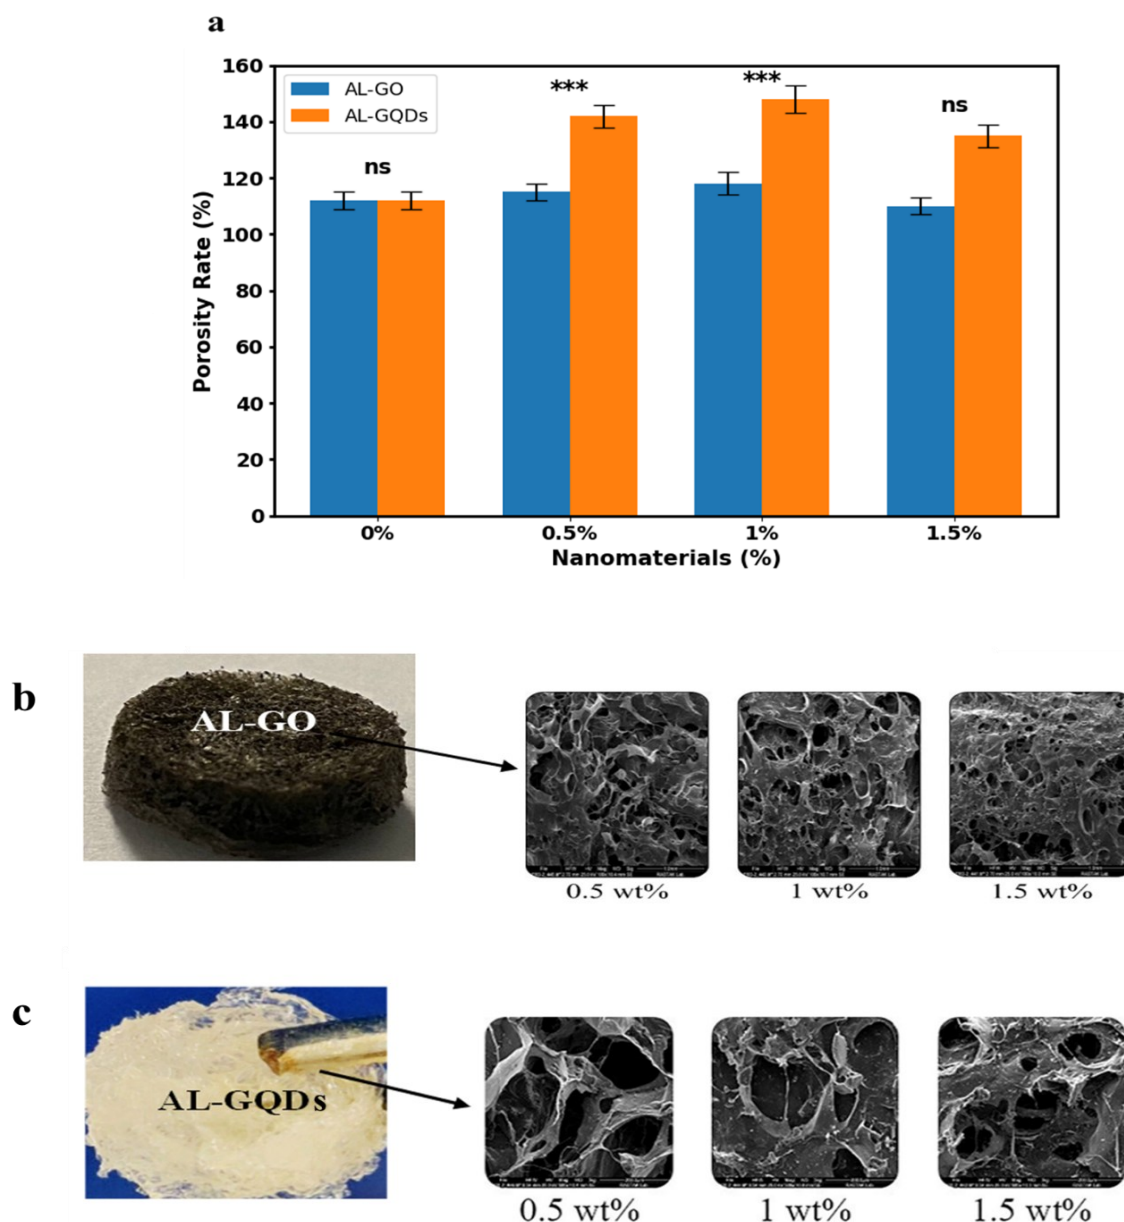 a
160
140
120
100
80
60
40
20
0
Porosity Rate (%)
AL-GO
AL-GQDs
ns
***
***
ns
0%
0.5%
1%
1.5%
Nanomaterials (%)
b
AL-GO
0.5 wt%
1 wt%
1.5 wt%
c
AL-GQDs
0.5 wt%
1 wt%
1.5 wt%